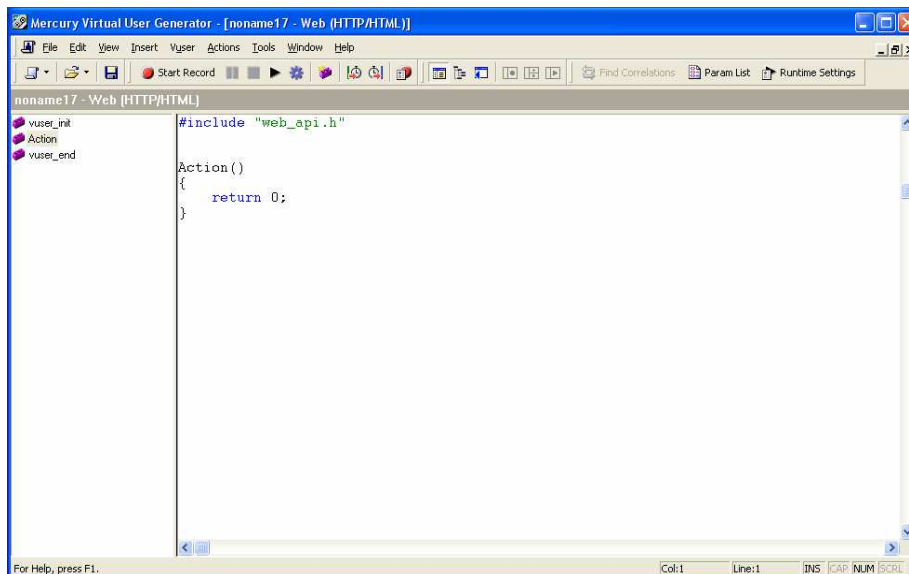 Mercury Virtual User Generator - [noname17 - Web (HTTP/HTML)]
File Edit View Insert Vuser Actions Tools Window Help
Start Record Find Correlations Param List Runtime Settings
noname17 - Web (HTTP/HTML)
vuser_init
Action
vuser_end
#include "web_api.h"
Action()
{
return 0;
}
For Help, press F1. Col:1 Line:1 INS CAP NUM SCRL